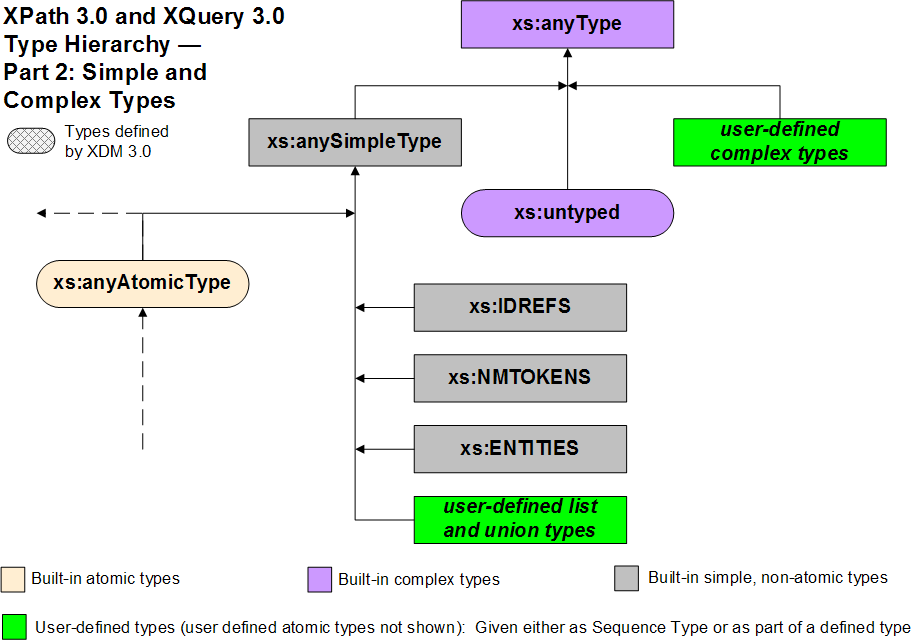 XPath 3.0 and XQuery 3.0
Type Hierarchy —
Part 2: Simple and
Complex Types
Types defined
by XDM 3.0
xs:anyType
xs:anySimpleType
user-defined
complex types
xs:untyped
xs:anyAtomicType
xs:IDREFS
xs:NMTOKENS
xs:ENTITIES
user-defined list
and union types
Built-in atomic types
Built-in complex types
Built-in simple, non-atomic types
User-defined types (user defined atomic types not shown): Given either as Sequence Type or as part of a defined type